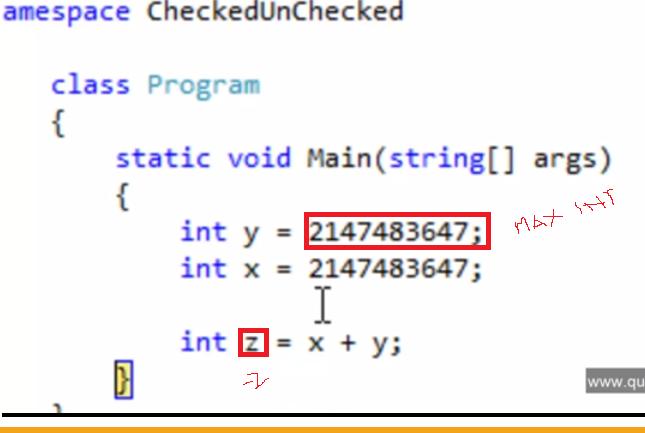 amespace CheckedUnChecked
class Program
{
static void Main(string[] args)
{
int y = 2147483647;
MAX INT
int x = 2147483647;
int z = x + y;
-2
}
www.qu